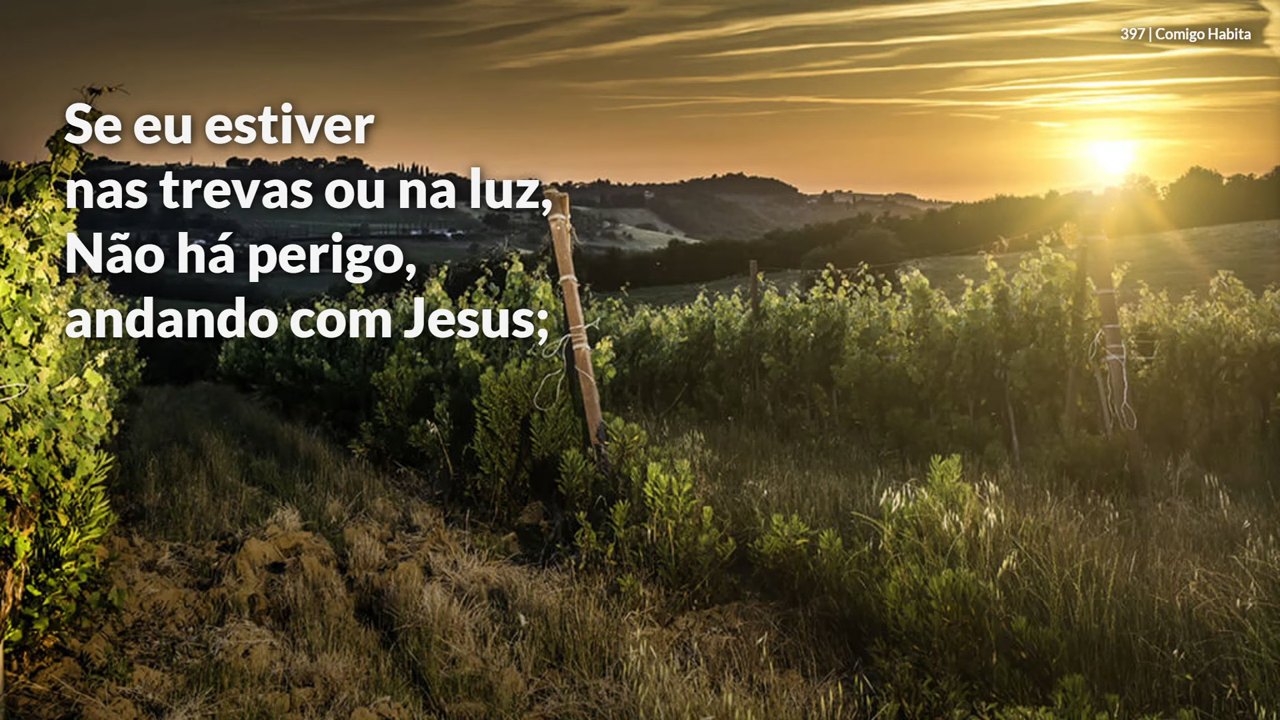 397 | Comigo Habita
Se eu estiver
nas trevas ou na luz,
Não há perigo,
andando com Jesus;